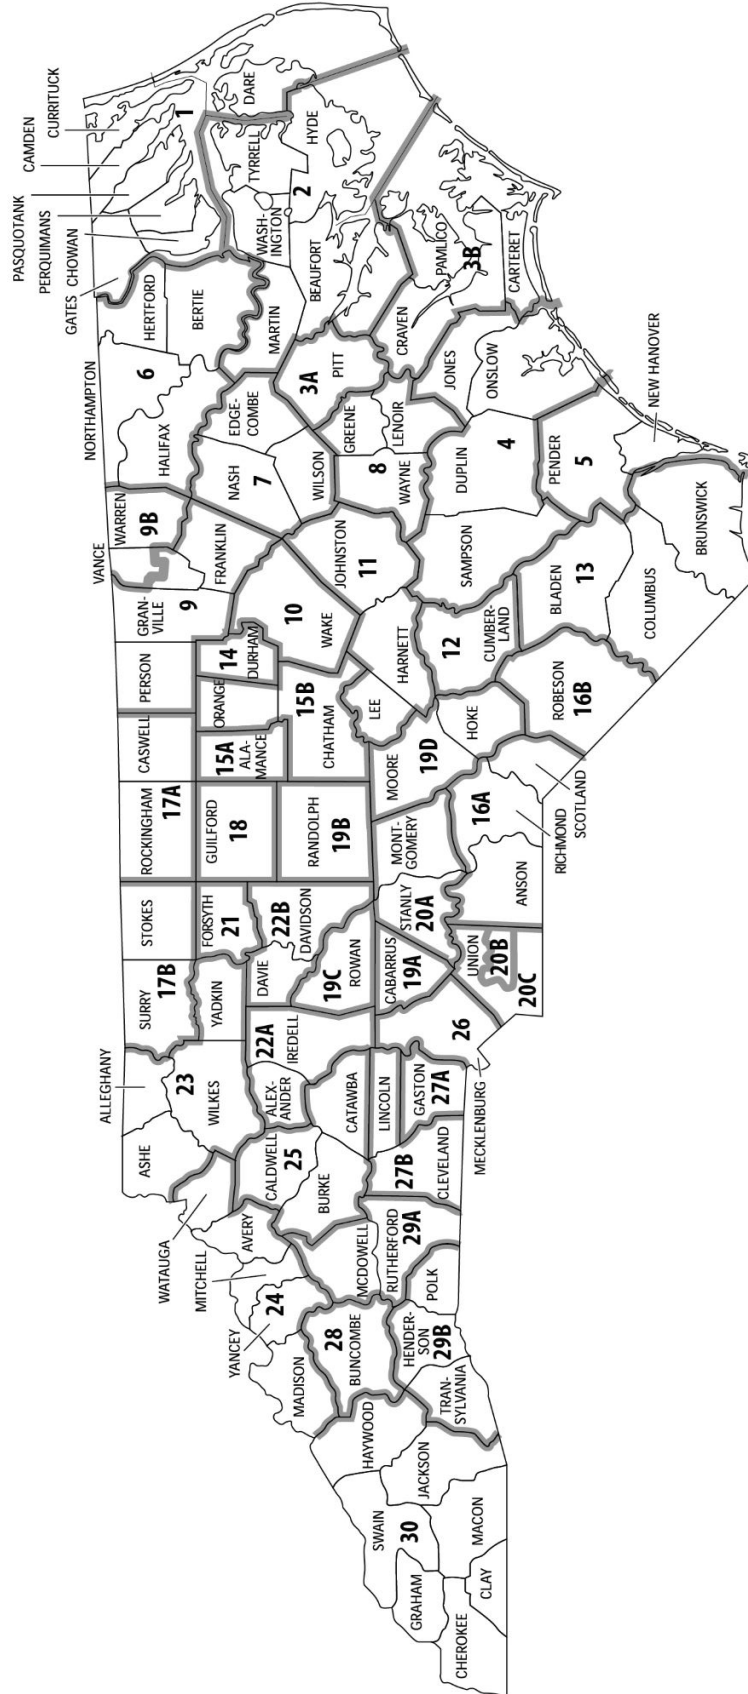 CHEROKEE
GRAHAM
CLAY
SWAIN
30
MACON
JACKSON
HAYWOOD
TRAN-
SYLVANIA
MADISON
28
BUNCOMBE
HENDER-
SON
29B
YANCEY
24
MITCHELL
WATAUGA
AVERY
POLK
MCDOWELL
RUTHERFORD
29A
ASHE
ALLEGHANY
CALDWELL
25
BURKE
27B
CLEVELAND
WILKES
23
ALEX-
ANDER
CATAWBA
LINCOLN
GASTON
27A
MECKLENBURG
26
SURRY
17B
YADKIN
22A
IREDELL
DAVIE
19C
ROWAN
CABARRUS
19A
STOKES
FORSYTH
21
22B
DAVIDSON
STANLY
20A
UNION
20B
20C
ANSON
ROCKINGHAM
17A
GUILFORD
18
RANDOLPH
19B
MONT-
GOMERY
RICHMOND
SCOTLAND
16A
CASWELL
15A
ALA-
MANCE
ORANGE
CHATHAM
15B
MOORE
19D
LEE
HOKE
ROBESON
16B
PERSON
14
DURHAM
GRAN-
VILLE
9
VANCE
WARREN
9B
FRANKLIN
10
WAKE
HARNETT
12
CUMBER-
LAND
BLADEN
13
COLUMBUS
BRUNSWICK
JOHNSTON
11
SAMPSON
NORTHAMPTON
HALIFAX
6
NASH
7
EDGE-
COMBE
WILSON
WAYNE
8
GREENE
LENOIR
DUPLIN
4
PENDER
5
NEW HANOVER
ONSLOW
JONES
HERTFORD
BERTIE
MARTIN
3A
PITT
CRAVEN
GATES
CHOWAN
PERQUIMANS
PASQUOTANK
CAMDEN
CURRITUCK
1
WASH-
INGTON
TYRRELL
DARE
HYDE
2
BEAUFORT
PAMLICO
3B
CARTERET